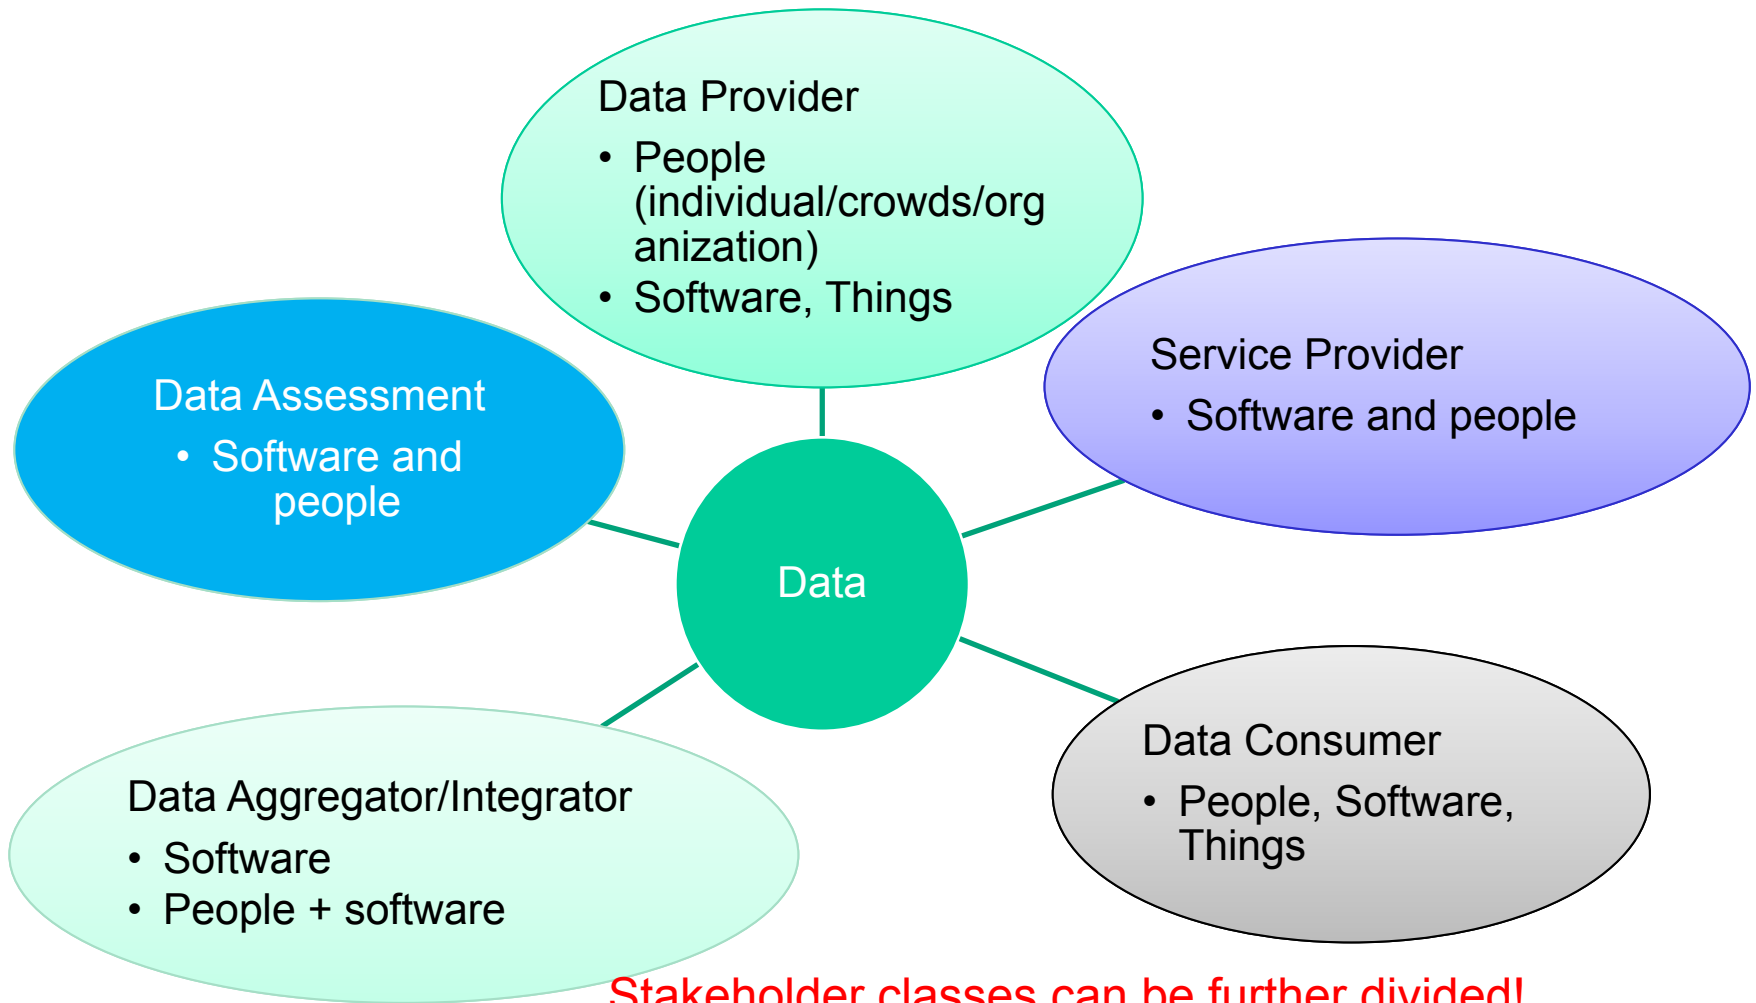 Data Provider
• People
(individual/crowds/org
anization)
• Software, Things
Service Provider
• Software and people
Data Assessment
• Software and
people
Data
Data Consumer
• People, Software,
Things
Data Aggregator/Integrator
• Software
• People + software
Stakeholder classes can be further divided!